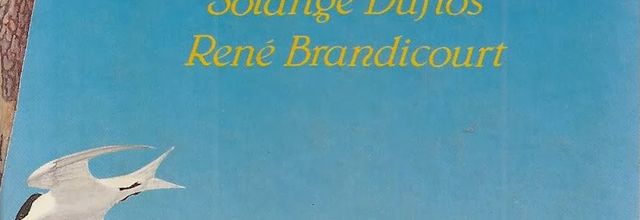 Solange Duflos
René Brandicourt